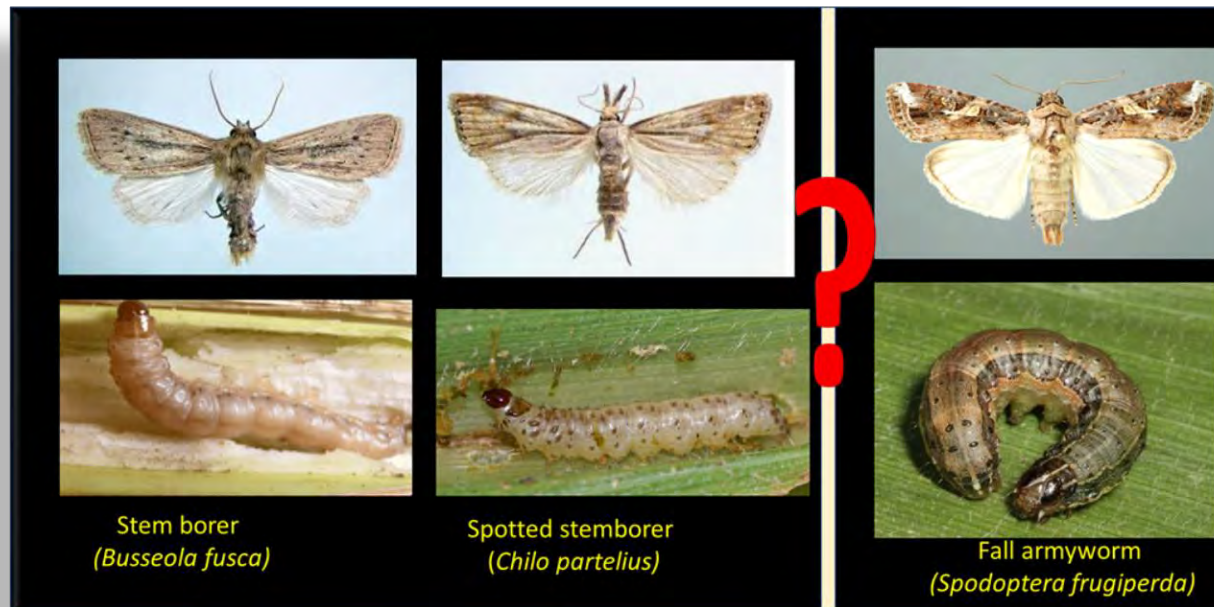 ?
Stem borer
(Busseola fusca)
Spotted stemborer
(Chilo partelius)
Fall armyworm
(Spodoptera frugiperda)